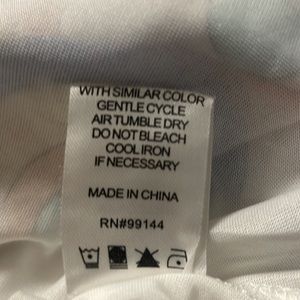 WITH SIMILAR COLOR
GENTLE CYCLE
AIR TUMBLE DRY
DO NOT BLEACH
COOL IRON
IF NECESSARY
MADE IN CHINA
RN#99144